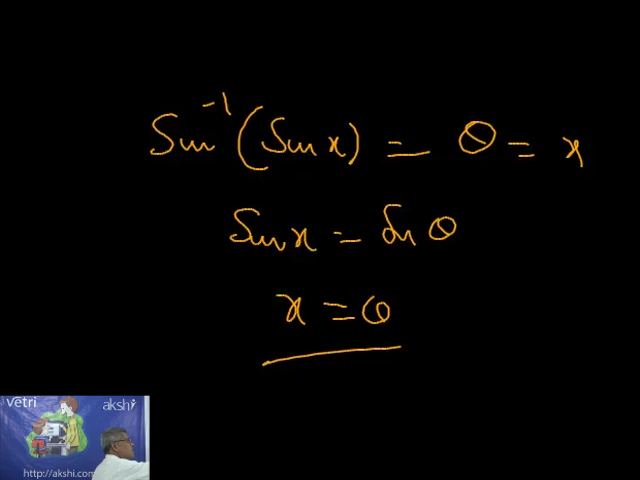 Sin⁻¹ (Sin x) = θ = x
Sin x = Sin θ
x = θ
vetri akshi
http://akshi.com